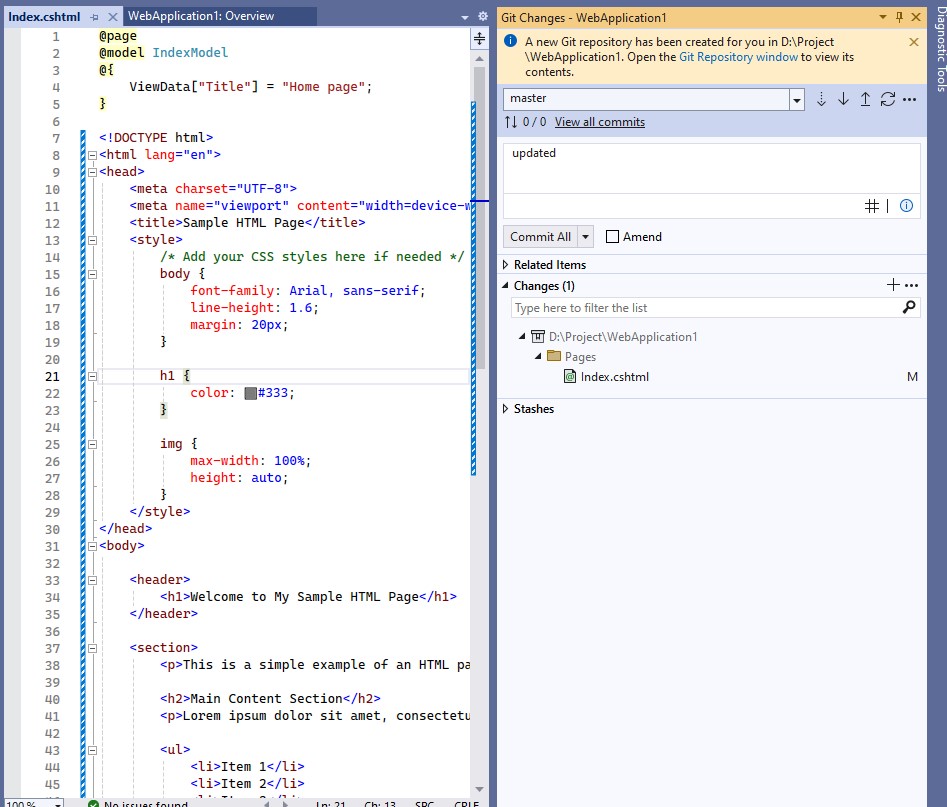 Index.cshtml
WebApplication1: Overview
1 @page
2 @model IndexModel
3 @{
4 ViewData["Title"] = "Home page";
5 }
6
7 <!DOCTYPE html>
8 <html lang="en">
9 <head>
10 <meta charset="UTF-8">
11 <meta name="viewport" content="width=device-w
12 <title>Sample HTML Page</title>
13 <style>
14 /* Add your CSS styles here if needed */
15 body {
16 font-family: Arial, sans-serif;
17 line-height: 1.6;
18 margin: 20px;
19 }
20
21 h1 {
22 color: #333;
23 }
24
25 img {
26 max-width: 100%;
27 height: auto;
28 }
29 </style>
30 </head>
31 <body>
32
33 <header>
34 <h1>Welcome to My Sample HTML Page</h1>
35 </header>
36
37 <section>
38 <p>This is a simple example of an HTML pa
39
40 <h2>Main Content Section</h2>
41 <p>Lorem ipsum dolor sit amet, consectetu
42
43 <ul>
44 <li>Item 1</li>
45 <li>Item 2</li>
100 %
No issues found
Ln: 21 Ch: 13 SPC CRLF
Git Changes - WebApplication1
A new Git repository has been created for you in D:\Project
\WebApplication1. Open the Git Repository window to view its
contents.
master
0 / 0 View all commits
updated
Commit All
Amend
Related Items
Changes (1)
Type here to filter the list
D:\Project\WebApplication1
Pages
Index.cshtml M
Stashes
Diagnostic Tools